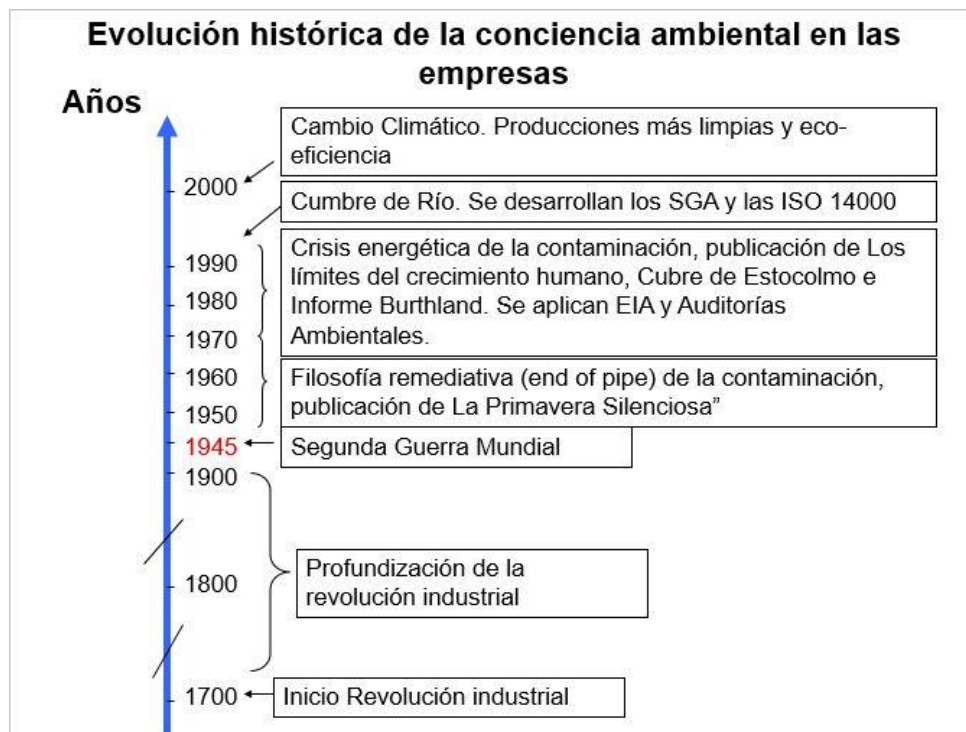 Evolución histórica de la conciencia ambiental en las
empresas
Años
Cambio Climático. Producciones más limpias y eco-
eficiencia
2000
Cumbre de Río. Se desarrollan los SGA y las ISO 14000
Crisis energética de la contaminación, publicación de Los
límites del crecimiento humano, Cubre de Estocolmo e
Informe Burthland. Se aplican EIA y Auditorías
Ambientales.
1990
1980
1970
Filosofía remediativa (end of pipe) de la contaminación,
publicación de La Primavera Silenciosa”
1960
1950
1945
Segunda Guerra Mundial
1900
Profundización de la
revolución industrial
1800
1700
Inicio Revolución industrial